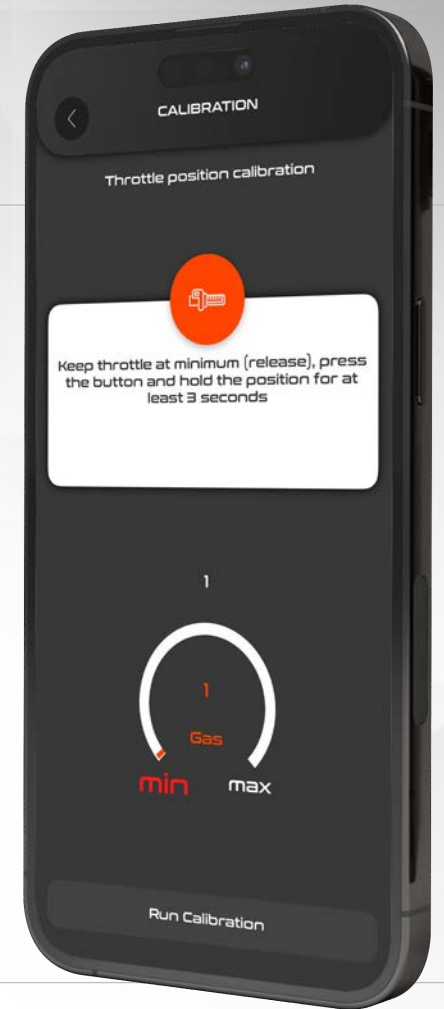 CALIBRATION
Throttle position calibration
Keep throttle at minimum (release), press
the button and hold the position for at
least 3 seconds
1
1
Gas
min max
Run Calibration